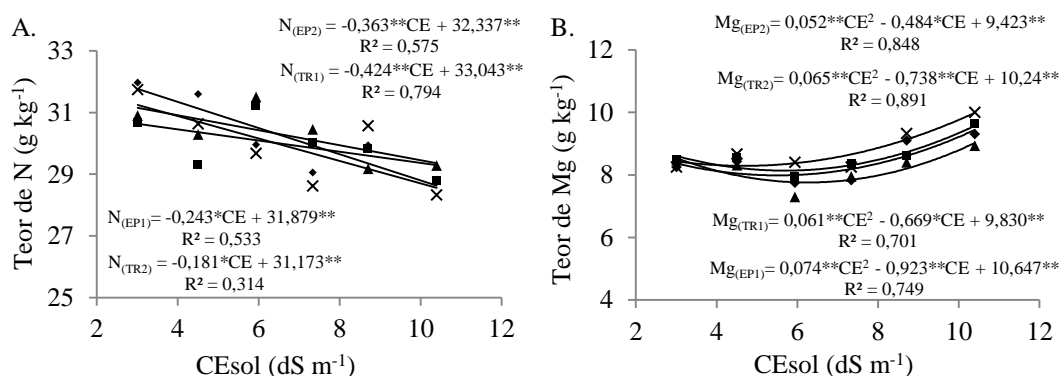 A.
N(EP2) = -0,363**CE + 32,337**
R² = 0,575
N(TR1) = -0,424**CE + 33,043**
R² = 0,794
N(EP1)= -0,243*CE + 31,879**
R² = 0,533
N(TR2) = -0,181*CE + 31,173**
R² = 0,314
Teor de N (g kg⁻¹)
33
31
29
27
25
2 4 6 8 10 12
CEsol (dS m⁻¹)
B.
Mg(EP2) = 0,052**CE² - 0,484*CE + 9,423**
R² = 0,848
Mg(TR2) = 0,065**CE² - 0,738*CE + 10,24**
R² = 0,891
Mg(TR1) = 0,061**CE² - 0,669*CE + 9,830**
R² = 0,701
Mg(EP1)= 0,074**CE² - 0,923**CE + 10,647**
R² = 0,749
Teor de Mg (g kg⁻¹)
12
10
8
6
4
2 4 6 8 10 12
CEsol (dS m⁻¹)